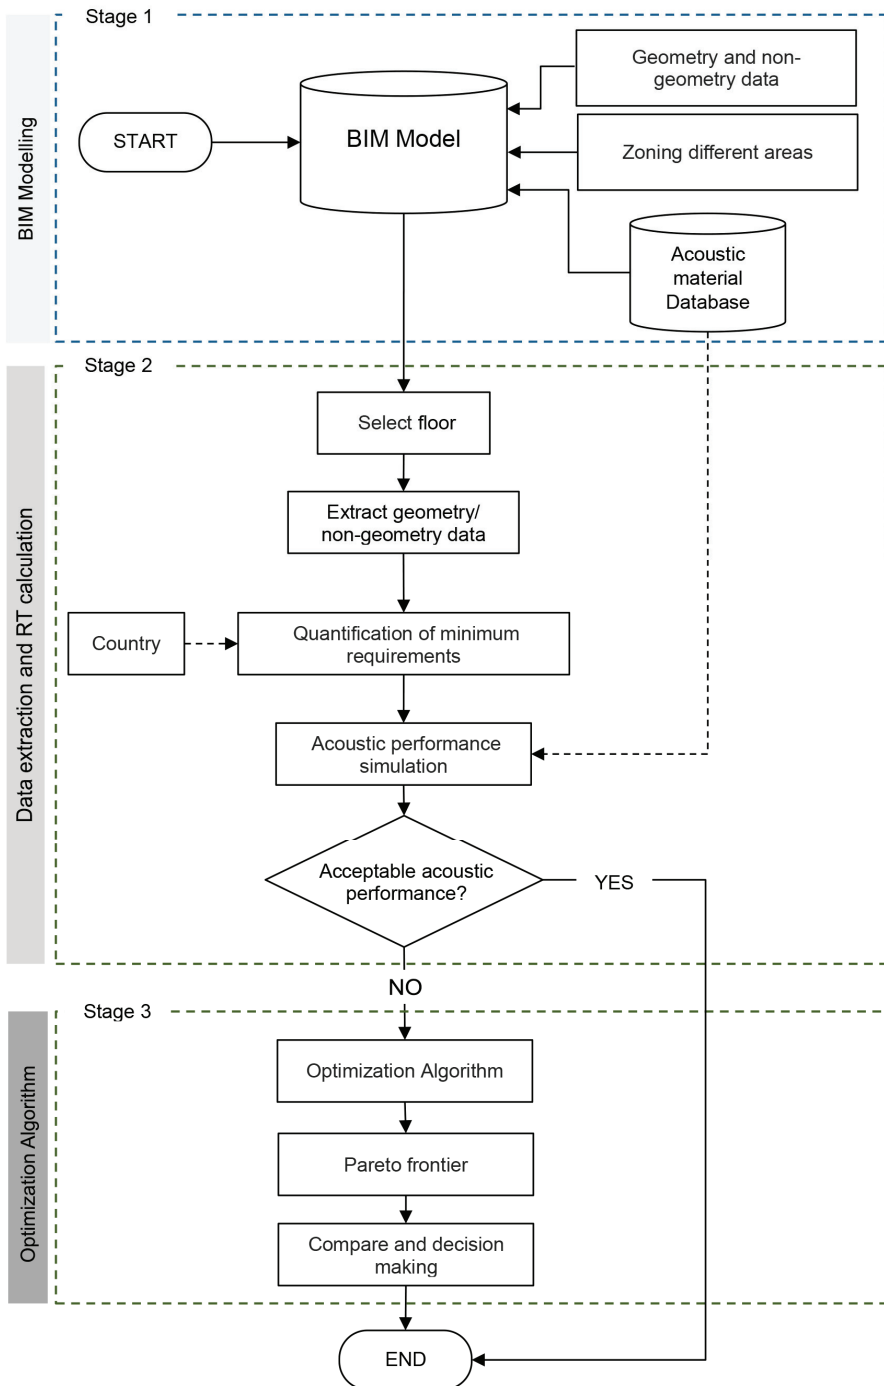 Stage 1
BIM Modelling
START
BIM Model
Geometry and non-
geometry data
Zoning different areas
Acoustic
material
Database
Stage 2
Data extraction and RT calculation
Select floor
Extract geometry/
non-geometry data
Country
Quantification of minimum
requirements
Acoustic performance
simulation
Acceptable acoustic
performance?
YES
NO
Stage 3
Optimization Algorithm
Optimization Algorithm
Pareto frontier
Compare and decision
making
END